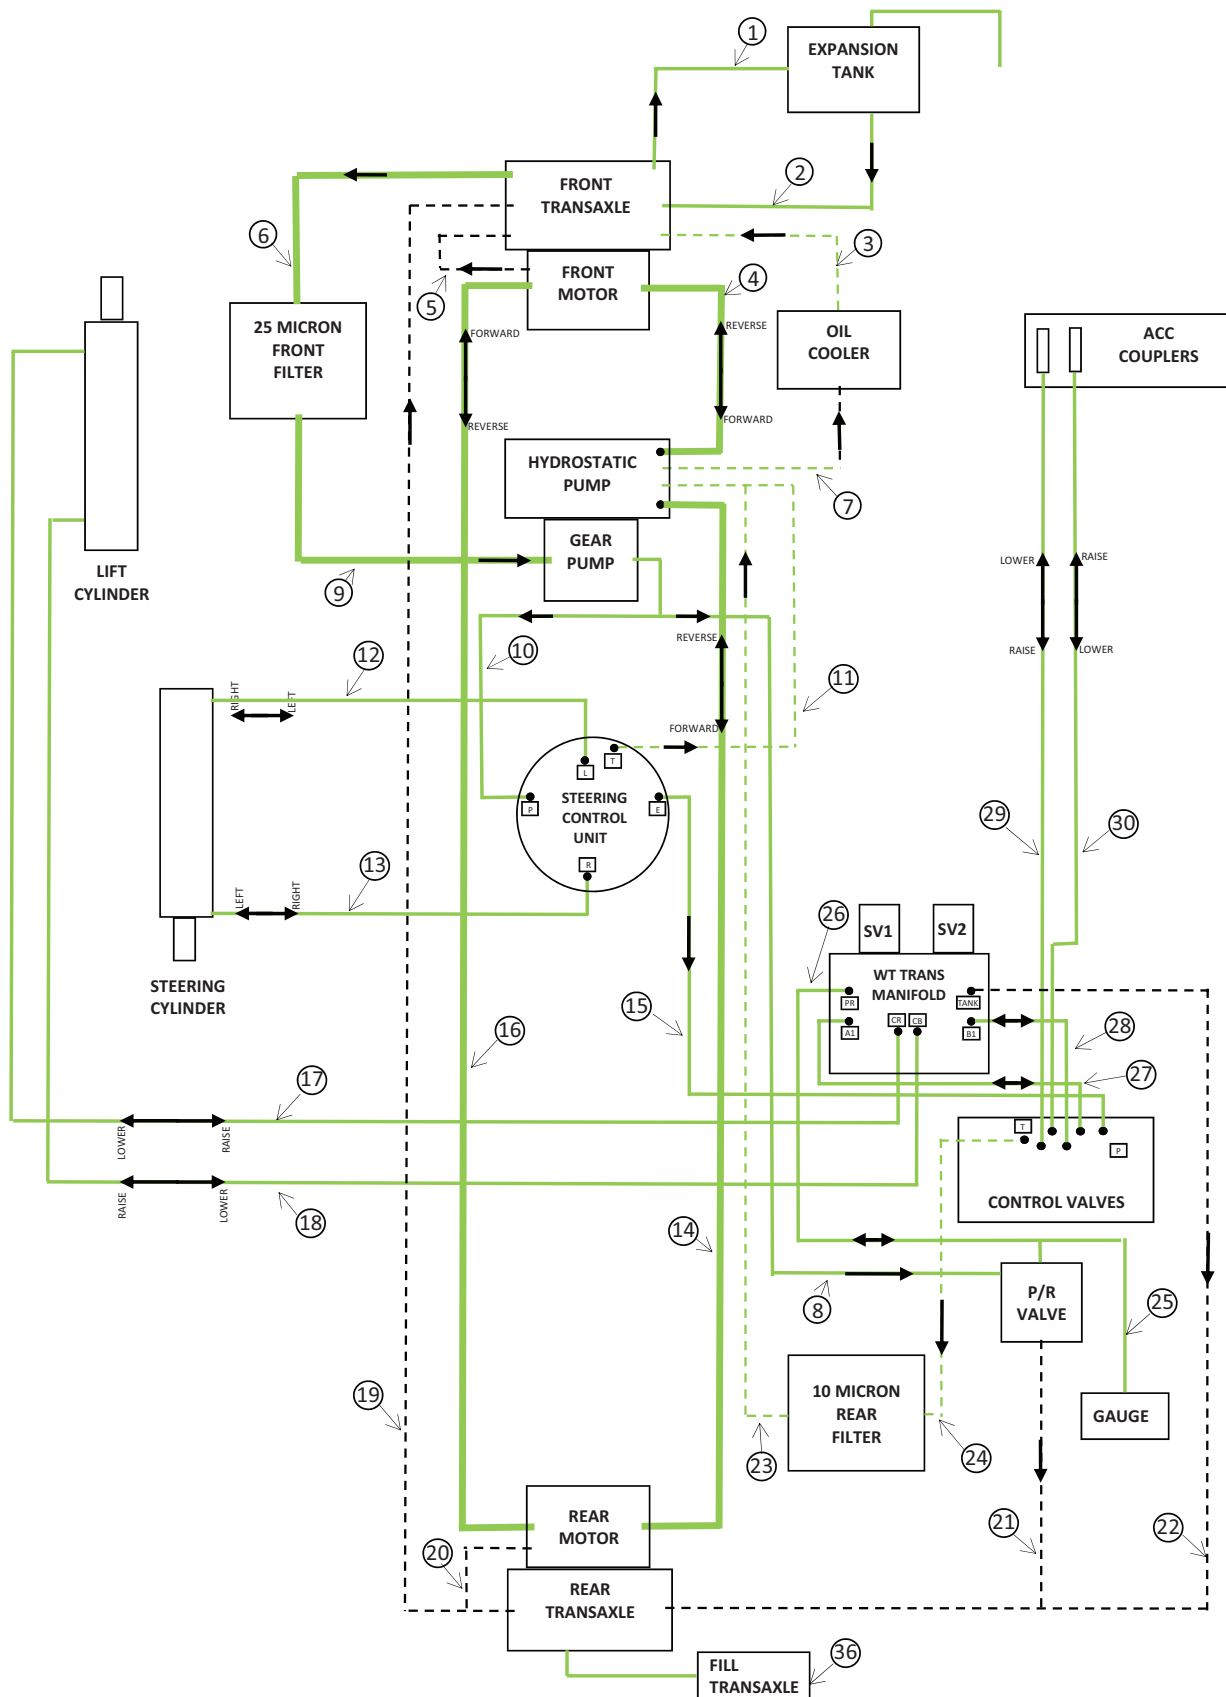 1
EXPANSION
TANK
2
FRONT
TRANSAXLE
6
3
5
FRONT
MOTOR
4
FORWARD
REVERSE
REVERSE
FORWARD
25 MICRON
FRONT
FILTER
OIL
COOLER
ACC
COUPLERS
HYDROSTATIC
PUMP
7
GEAR
PUMP
LIFT
CYLINDER
9
LOWER
RAISE
RAISE
LOWER
10
REVERSE
FORWARD
11
12
RIGHT
LEFT
T
L
P
E
R
STEERING
CONTROL
UNIT
13
LEFT
RIGHT
STEERING
CYLINDER
29
30
26
SV1
SV2
WT TRANS
MANIFOLD
PR
TANK
CR
CB
A1
B1
15
16
28
27
17
LOWER
RAISE
T
P
CONTROL VALVES
RAISE
LOWER
18
14
8
P/R
VALVE
25
19
10 MICRON
REAR
FILTER
GAUGE
23
24
REAR
MOTOR
20
21
22
REAR
TRANSAXLE
FILL
TRANSAXLE
36